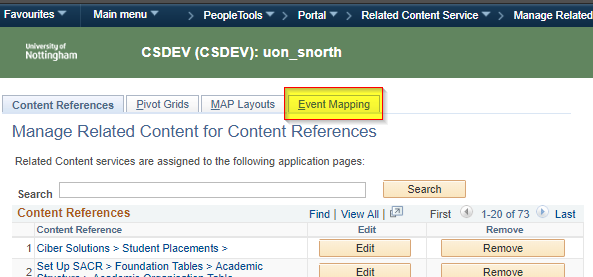 Favourites Main menu > PeopleTools > Portal > Related Content Service > Manage Related
University of
Nottingham
CSDEV (CSDEV): uon_snorth
Content References Pivot Grids MAP Layouts Event Mapping
Manage Related Content for Content References
Related Content services are assigned to the following application pages:
Search Search
Content References Find | View All | First 1-20 of 73 Last
Content Reference Edit Remove
1 Ciber Solutions > Student Placements > Edit Remove
2 Set Up SACR > Foundation Tables > Academic
Structure > Academic Organisation Table Edit Remove